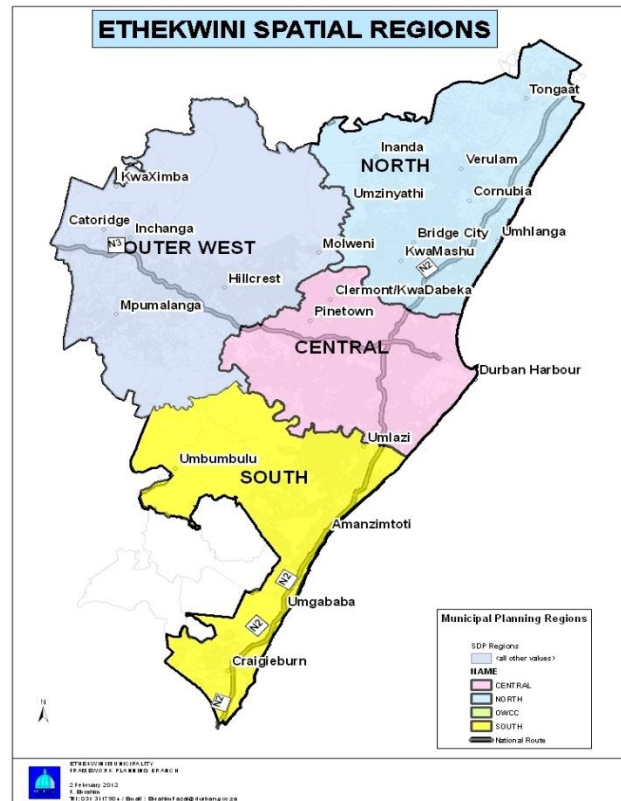 ETHEKWINI SPATIAL REGIONS
Tongaat
Inanda
NORTH
Verulam
KwaXimba
Umzinyathi
Cornubia
Catoridge
Inchanga
Bridge City
Umhlanga
N3
OUTER WEST
Molweni
KwaMashu
N2
Hillcrest
Clermont/KwaDabeka
Mpumalanga
Pinetown
CENTRAL
Durban Harbour
Umlazi
Umbumbulu
SOUTH
Amanzimtoti
N2
Umgababa
N2
Craigieburn
N2
Municipal Planning Regions
SDP Regions
<all other values>
NAME
CENTRAL
NORTH
OWCC
SOUTH
National Route
N
ETHEKWINI MUNICIPALITY
FRAMEWORK PLANNING BRANCH
2 February 2012
F. Ebrahim